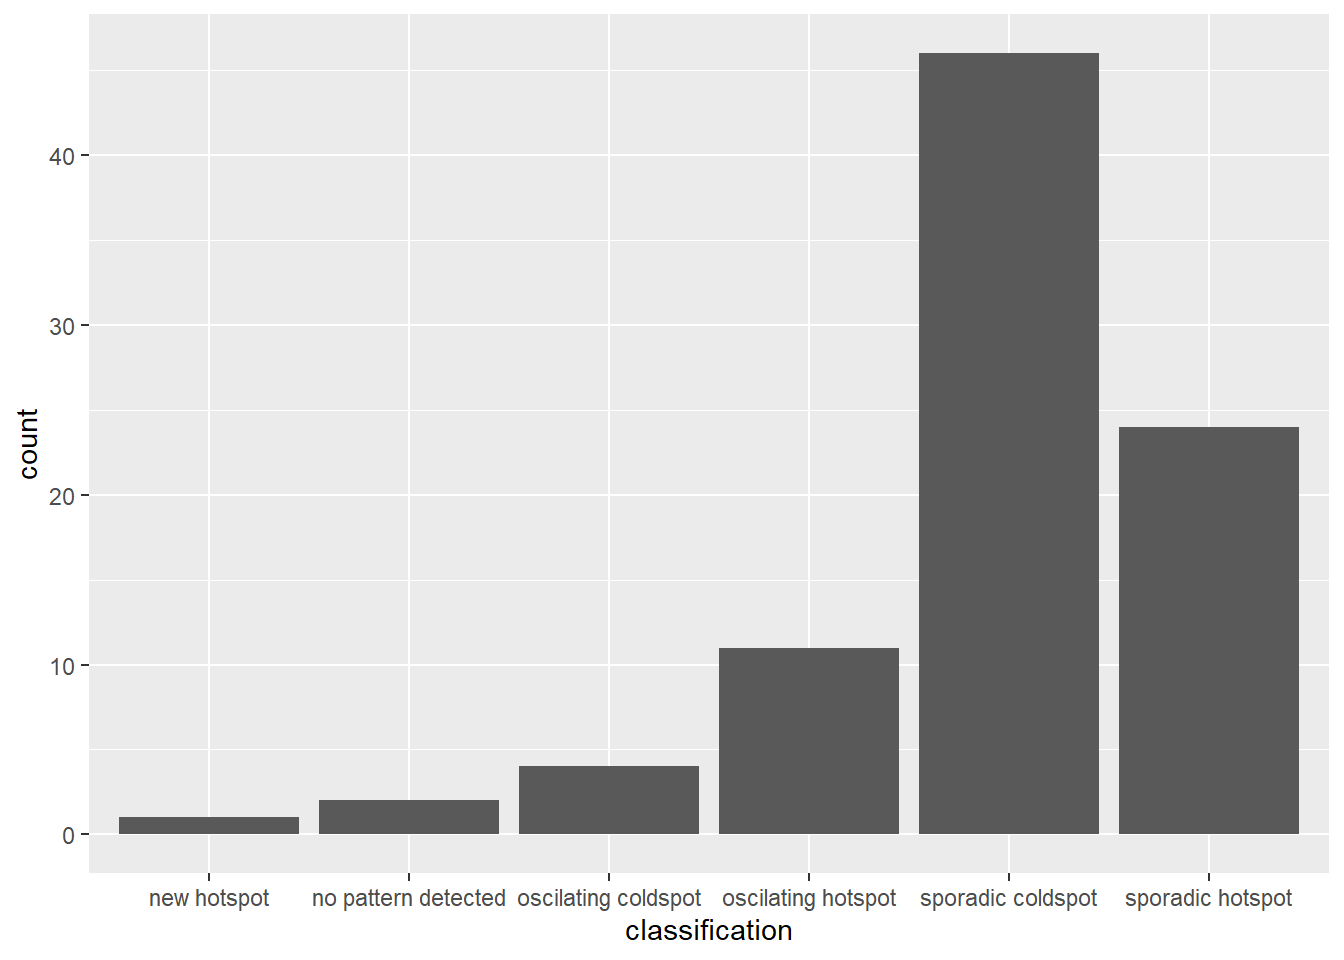 count
40
30
20
10
0
new hotspot
no pattern detected
oscilating coldspot
oscilating hotspot
sporadic coldspot
sporadic hotspot
classification